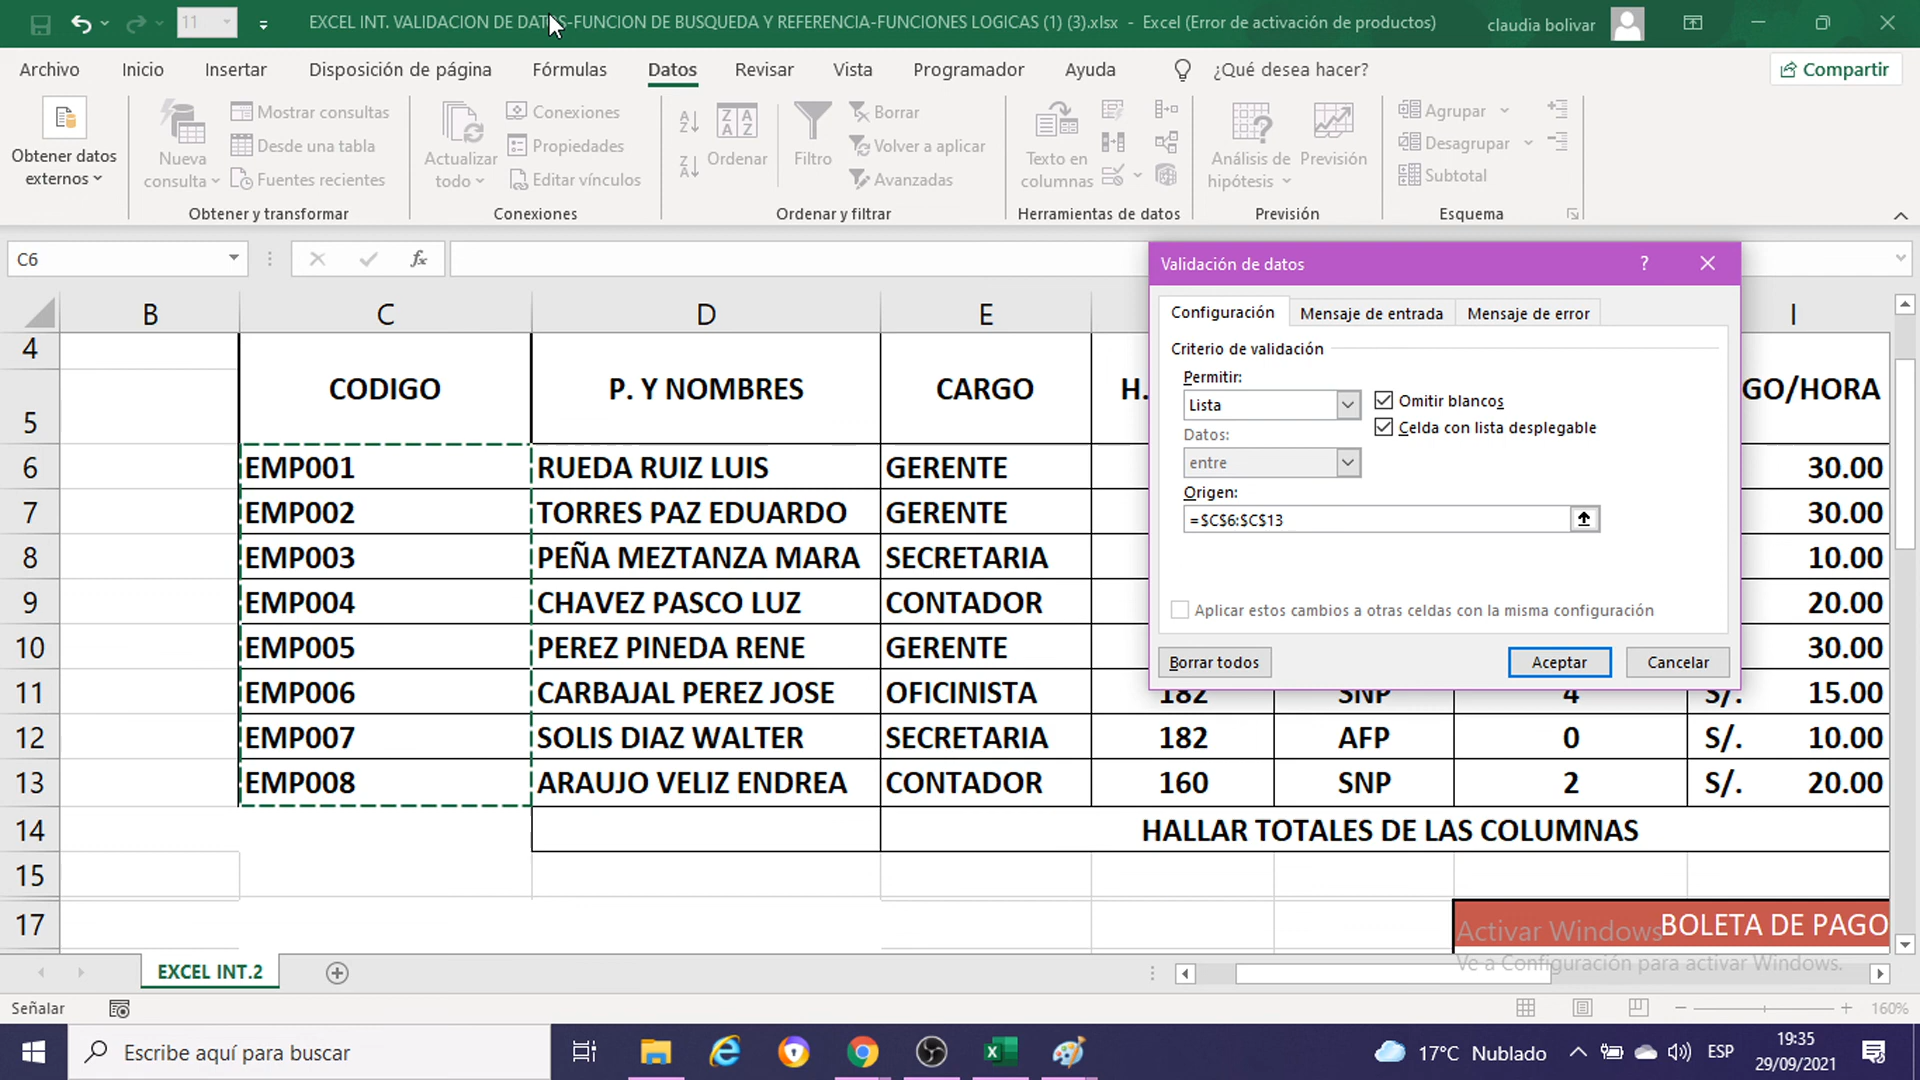 11
EXCEL INT. VALIDACION DE DATOS-FUNCION DE BUSQUEDA Y REFERENCIA-FUNCIONES LOGICAS (1) (3).xlsx - Excel (Error de activación de productos)
claudia bolivar
Archivo Inicio Insertar Disposición de página Fórmulas Datos Revisar Vista Programador Ayuda ¿Qué desea hacer? Compartir
Obtener datos externos
Nueva consulta
Mostrar consultas
Desde una tabla
Fuentes recientes
Obtener y transformar
Actualizar todo
Conexiones
Propiedades
Editar vínculos
Conexiones
Ordenar
Filtro
Borrar
Volver a aplicar
Avanzadas
Ordenar y filtrar
Texto en columnas
Herramientas de datos
Análisis de hipótesis
Previsión
Previsión
Agrupar
Desagrupar
Subtotal
Esquema
C6 fx
B C D E I
4
5 CODIGO P. Y NOMBRES CARGO H. GO/HORA
6 EMP001 RUEDA RUIZ LUIS GERENTE 30.00
7 EMP002 TORRES PAZ EDUARDO GERENTE 30.00
8 EMP003 PEÑA MEZTANZA MARA SECRETARIA 10.00
9 EMP004 CHAVEZ PASCO LUZ CONTADOR 20.00
10 EMP005 PEREZ PINEDA RENE GERENTE 30.00
11 EMP006 CARBAJAL PEREZ JOSE OFICINISTA 182 SNP 4 S/. 15.00
12 EMP007 SOLIS DIAZ WALTER SECRETARIA 182 AFP 0 S/. 10.00
13 EMP008 ARAUJO VELIZ ENDREA CONTADOR 160 SNP 2 S/. 20.00
14 HALLAR TOTALES DE LAS COLUMNAS
15
17 BOLETA DE PAGO
Validación de datos ?
Configuración Mensaje de entrada Mensaje de error
Criterio de validación
Permitir:
Lista
Omitir blancos
Celda con lista desplegable
Datos:
entre
Origen:
=$C$6:$C$13
Aplicar estos cambios a otras celdas con la misma configuración
Borrar todos Aceptar Cancelar
Activar Windows
Ve a Configuración para activar Windows.
EXCEL INT.2
Señalar 160%
Escribe aquí para buscar
17°C Nublado
ESP
19:35
29/09/2021